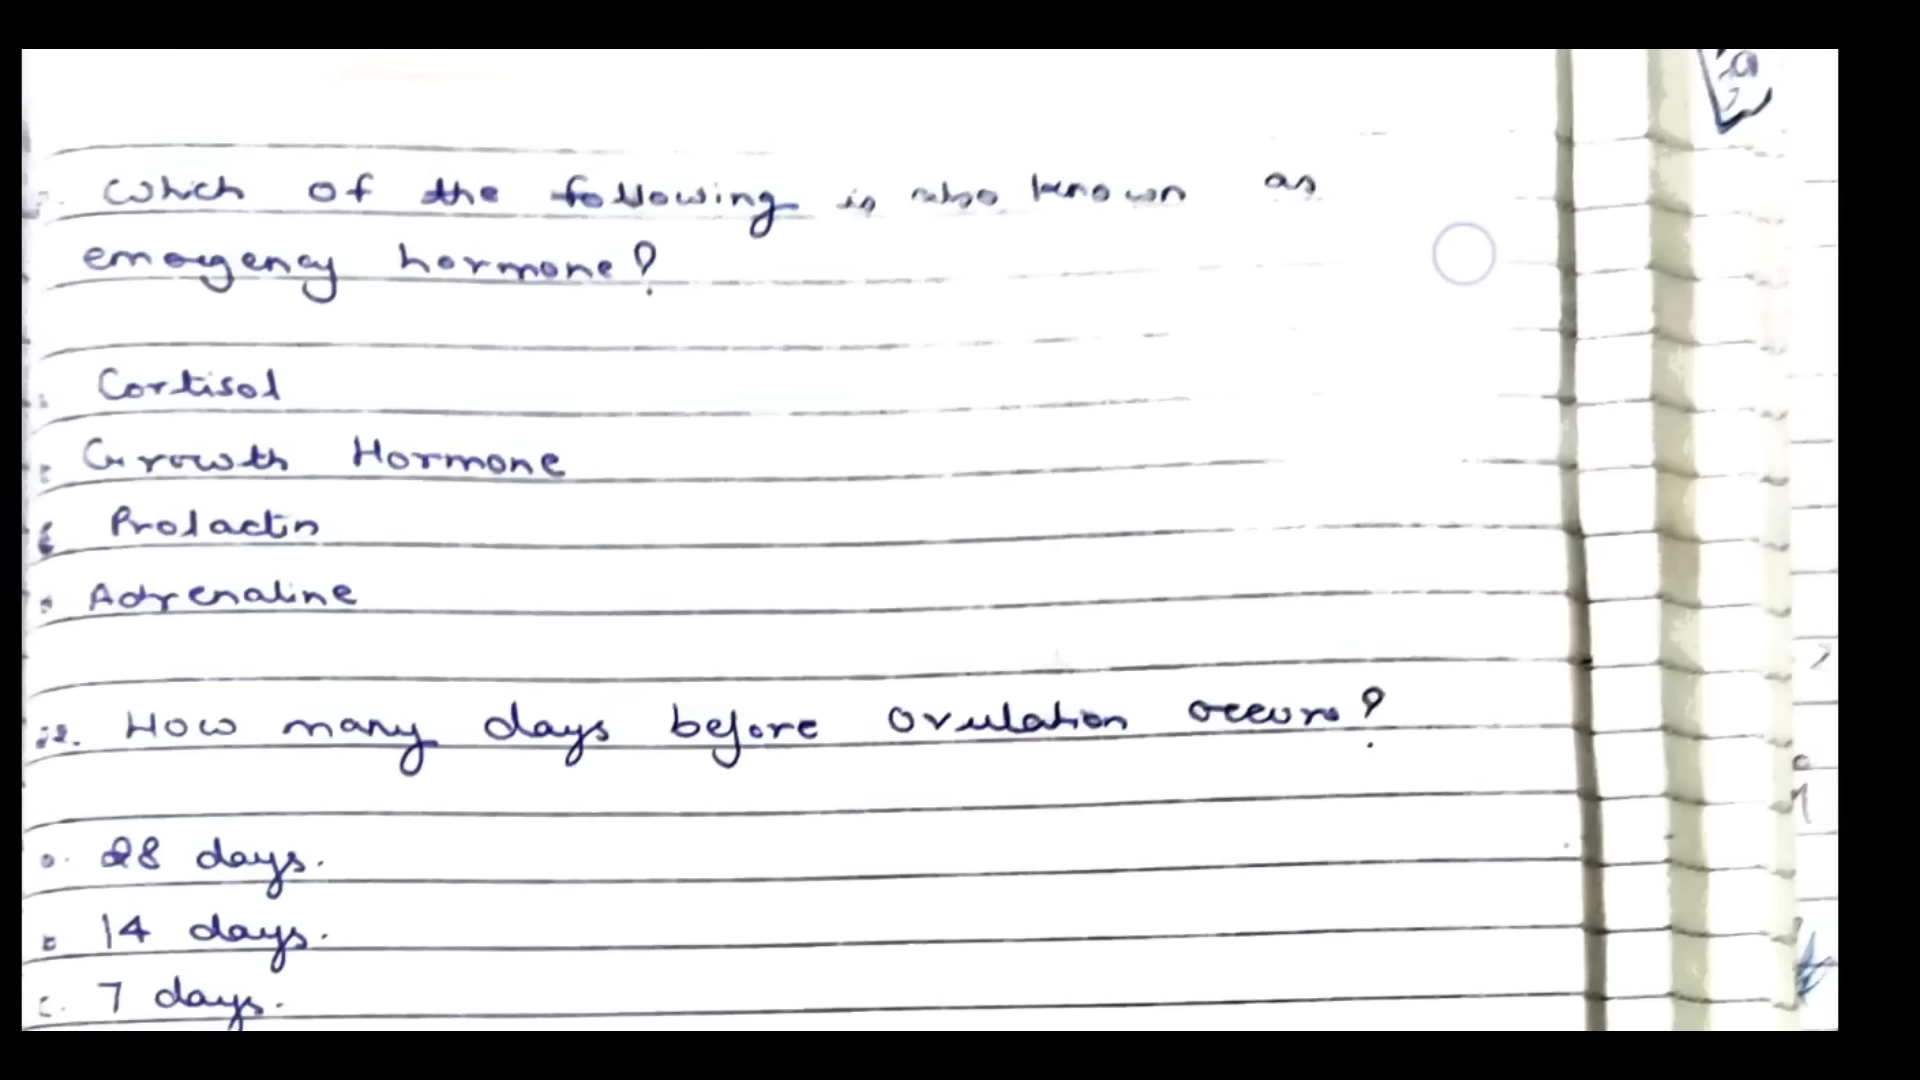 Which of the following is also known as
emergency hormone?
Cortisol
Growth Hormone
Prolactin
Adrenaline
How many days before ovulation occurs?
a. 28 days.
b 14 days.
c. 7 days.